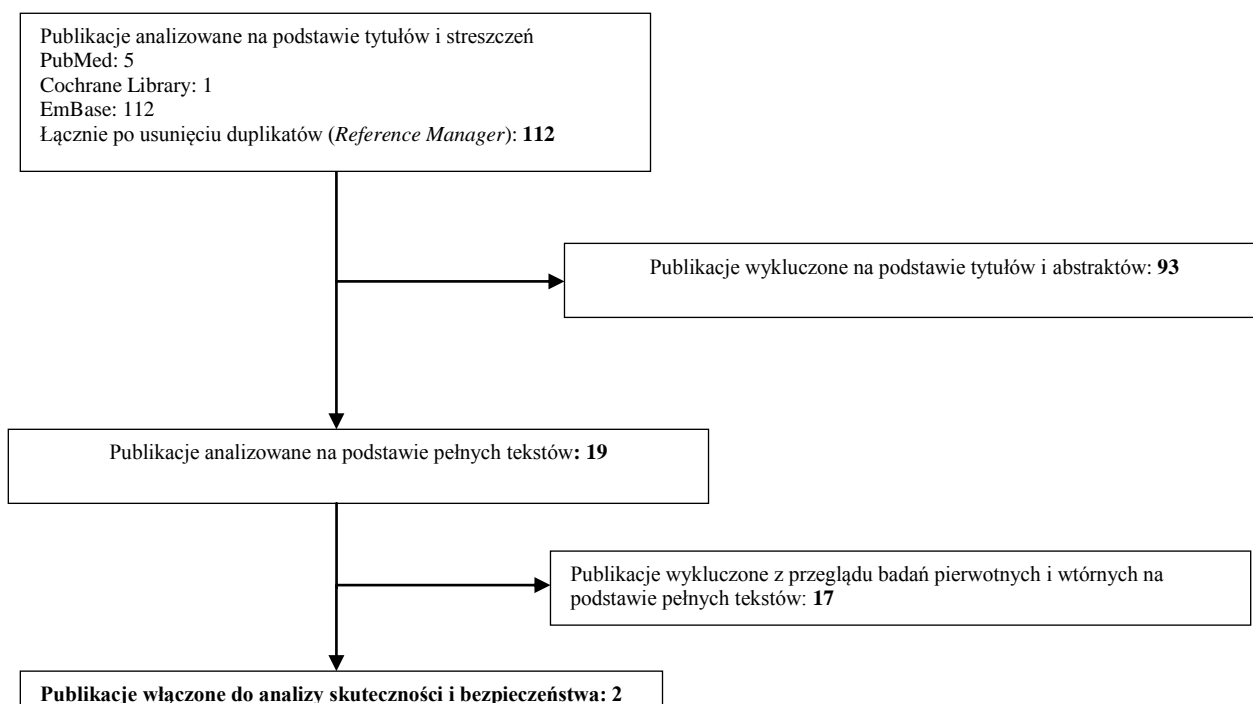 Publikacje analizowane na podstawie tytułów i streszczeń
PubMed: 5
Cochrane Library: 1
EmBase: 112
Łącznie po usunięciu duplikatów (Reference Manager): 112
Publikacje wykluczone na podstawie tytułów i abstraktów: 93
Publikacje analizowane na podstawie pełnych tekstów: 19
Publikacje wykluczone z przeglądu badań pierwotnych i wtórnych na
podstawie pełnych tekstów: 17
Publikacje włączone do analizy skuteczności i bezpieczeństwa: 2